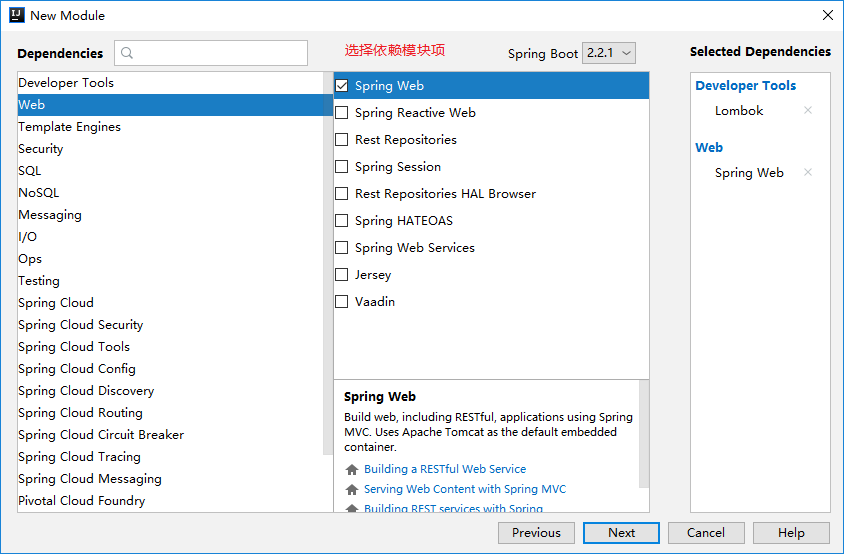 New Module
Dependencies
选择依赖模块项
Spring Boot 2.2.1
Selected Dependencies
Developer Tools
Web
Template Engines
Security
SQL
NoSQL
Messaging
I/O
Ops
Testing
Spring Cloud
Spring Cloud Security
Spring Cloud Tools
Spring Cloud Config
Spring Cloud Discovery
Spring Cloud Routing
Spring Cloud Circuit Breaker
Spring Cloud Tracing
Spring Cloud Messaging
Pivotal Cloud Foundry
Spring Web
Spring Reactive Web
Rest Repositories
Spring Session
Rest Repositories HAL Browser
Spring HATEOAS
Spring Web Services
Jersey
Vaadin
Spring Web
Build web, including RESTful, applications using Spring
MVC. Uses Apache Tomcat as the default embedded
container.
Building a RESTful Web Service
Serving Web Content with Spring MVC
Building REST services with Spring
Developer Tools
Lombok
Web
Spring Web
Previous
Next
Cancel
Help